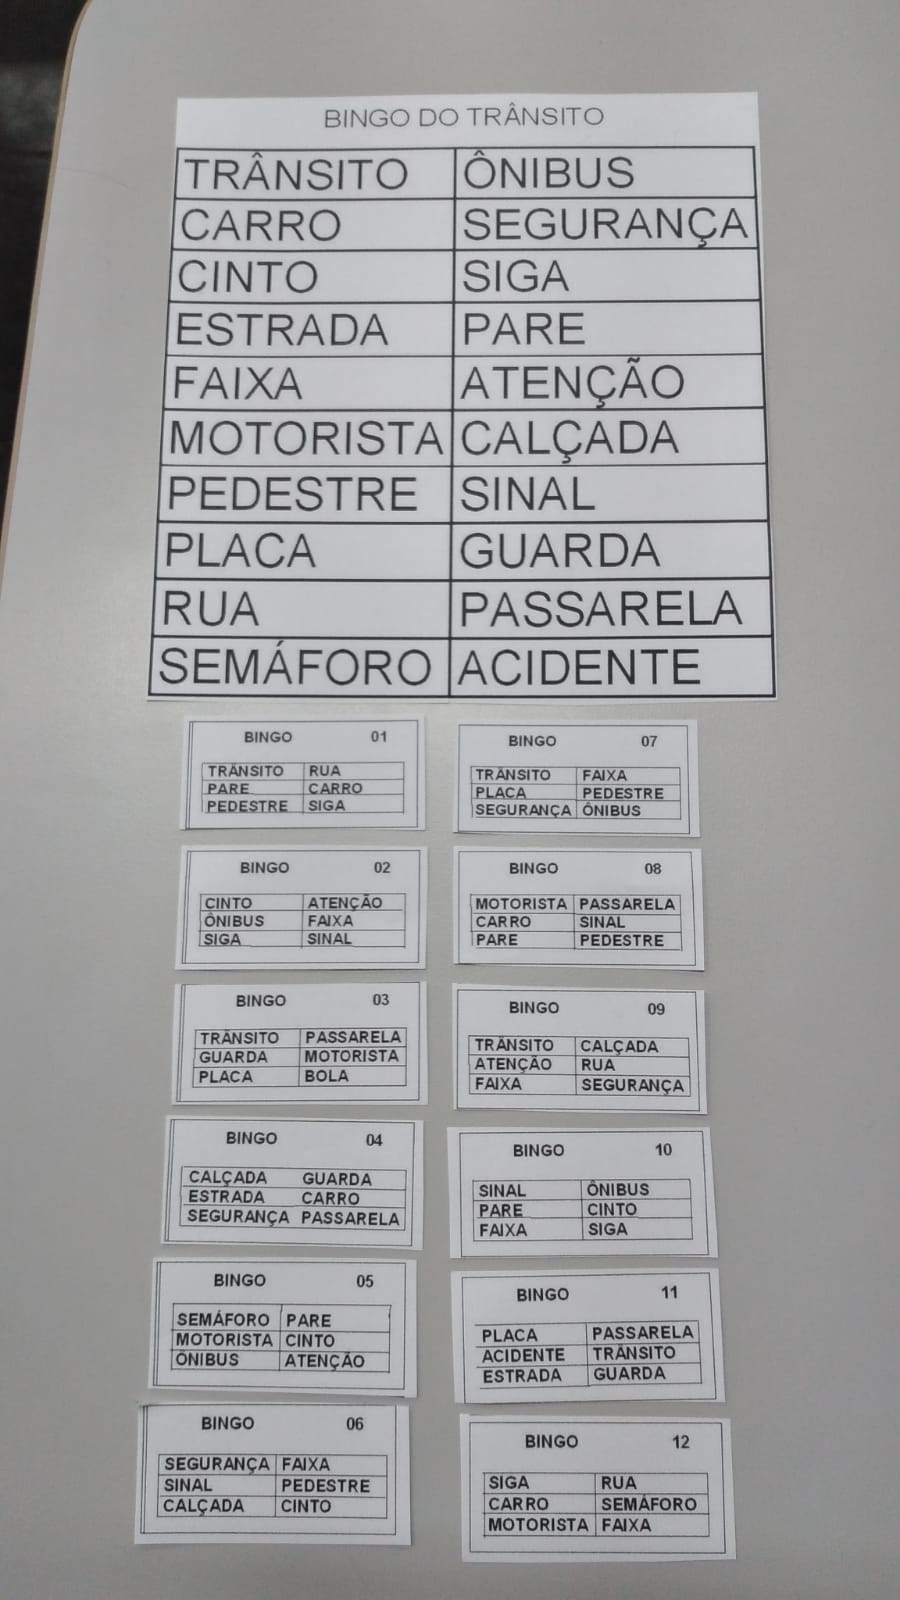 BINGO DO TRÂNSITO
TRÂNSITO ÔNIBUS
CARRO SEGURANÇA
CINTO SIGA
ESTRADA PARE
FAIXA ATENÇÃO
MOTORISTA CALÇADA
PEDESTRE SINAL
PLACA GUARDA
RUA PASSARELA
SEMÁFORO ACIDENTE
BINGO 01
TRÂNSITO RUA
PARE CARRO
PEDESTRE SIGA
BINGO 02
CINTO ATENÇÃO
ÔNIBUS FAIXA
SIGA SINAL
BINGO 03
TRÂNSITO PASSARELA
GUARDA MOTORISTA
PLACA BOLA
BINGO 04
CALÇADA GUARDA
ESTRADA CARRO
SEGURANÇA PASSARELA
BINGO 05
SEMÁFORO PARE
MOTORISTA CINTO
ÔNIBUS ATENÇÃO
BINGO 06
SEGURANÇA FAIXA
SINAL PEDESTRE
CALÇADA CINTO
BINGO 07
TRÂNSITO FAIXA
PLACA PEDESTRE
SEGURANÇA ÔNIBUS
BINGO 08
MOTORISTA PASSARELA
CARRO SINAL
PARE PEDESTRE
BINGO 09
TRÂNSITO CALÇADA
ATENÇÃO RUA
FAIXA SEGURANÇA
BINGO 10
SINAL ÔNIBUS
PARE CINTO
FAIXA SIGA
BINGO 11
PLACA PASSARELA
ACIDENTE TRÂNSITO
ESTRADA GUARDA
BINGO 12
SIGA RUA
CARRO SEMÁFORO
MOTORISTA FAIXA